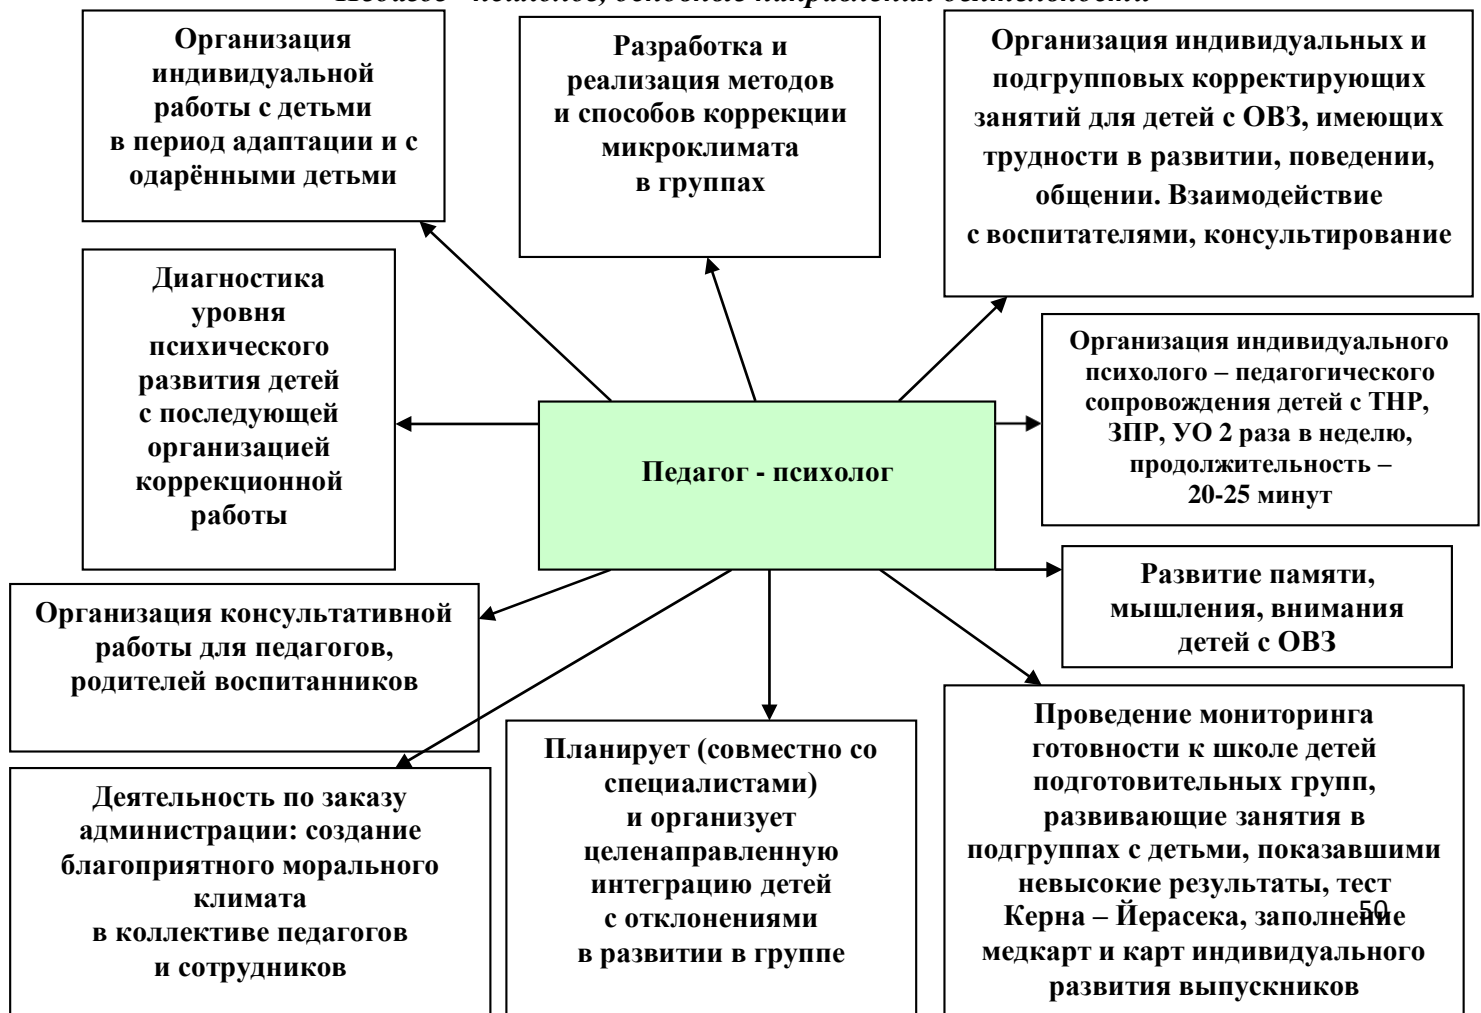 Организация
индивидуальной
работы с детьми
в период адаптации и с
одарёнными детьми
Разработка и
реализация методов
и способов коррекции
микроклимата
в группах
Организация индивидуальных и
подгрупповых корректирующих
занятий для детей с ОВЗ, имеющих
трудности в развитии, поведении,
общении. Взаимодействие
с воспитателями, консультирование
Диагностика
уровня
психического
развития детей
с последующей
организацией
коррекционной
работы
Организация индивидуального
психолого – педагогического
сопровождения детей с ТНР,
ЗПР, УО 2 раза в неделю,
продолжительность –
20-25 минут
Педагог - психолог
Развитие памяти,
мышления, внимания
детей с ОВЗ
Организация консультативной
работы для педагогов,
родителей воспитанников
Деятельность по заказу
администрации: создание
благоприятного морального
климата
в коллективе педагогов
и сотрудников
Планирует (совместно со
специалистами)
и организует
целенаправленную
интеграцию детей
с отклонениями
в развитии в группе
Проведение мониторинга
готовности к школе детей
подготовительных групп,
развивающие занятия в
подгруппах с детьми, показавшими
невысокие результаты, тест
Керна – Йерасека, заполнение
медкарт и карт индивидуального
развития выпускников
50